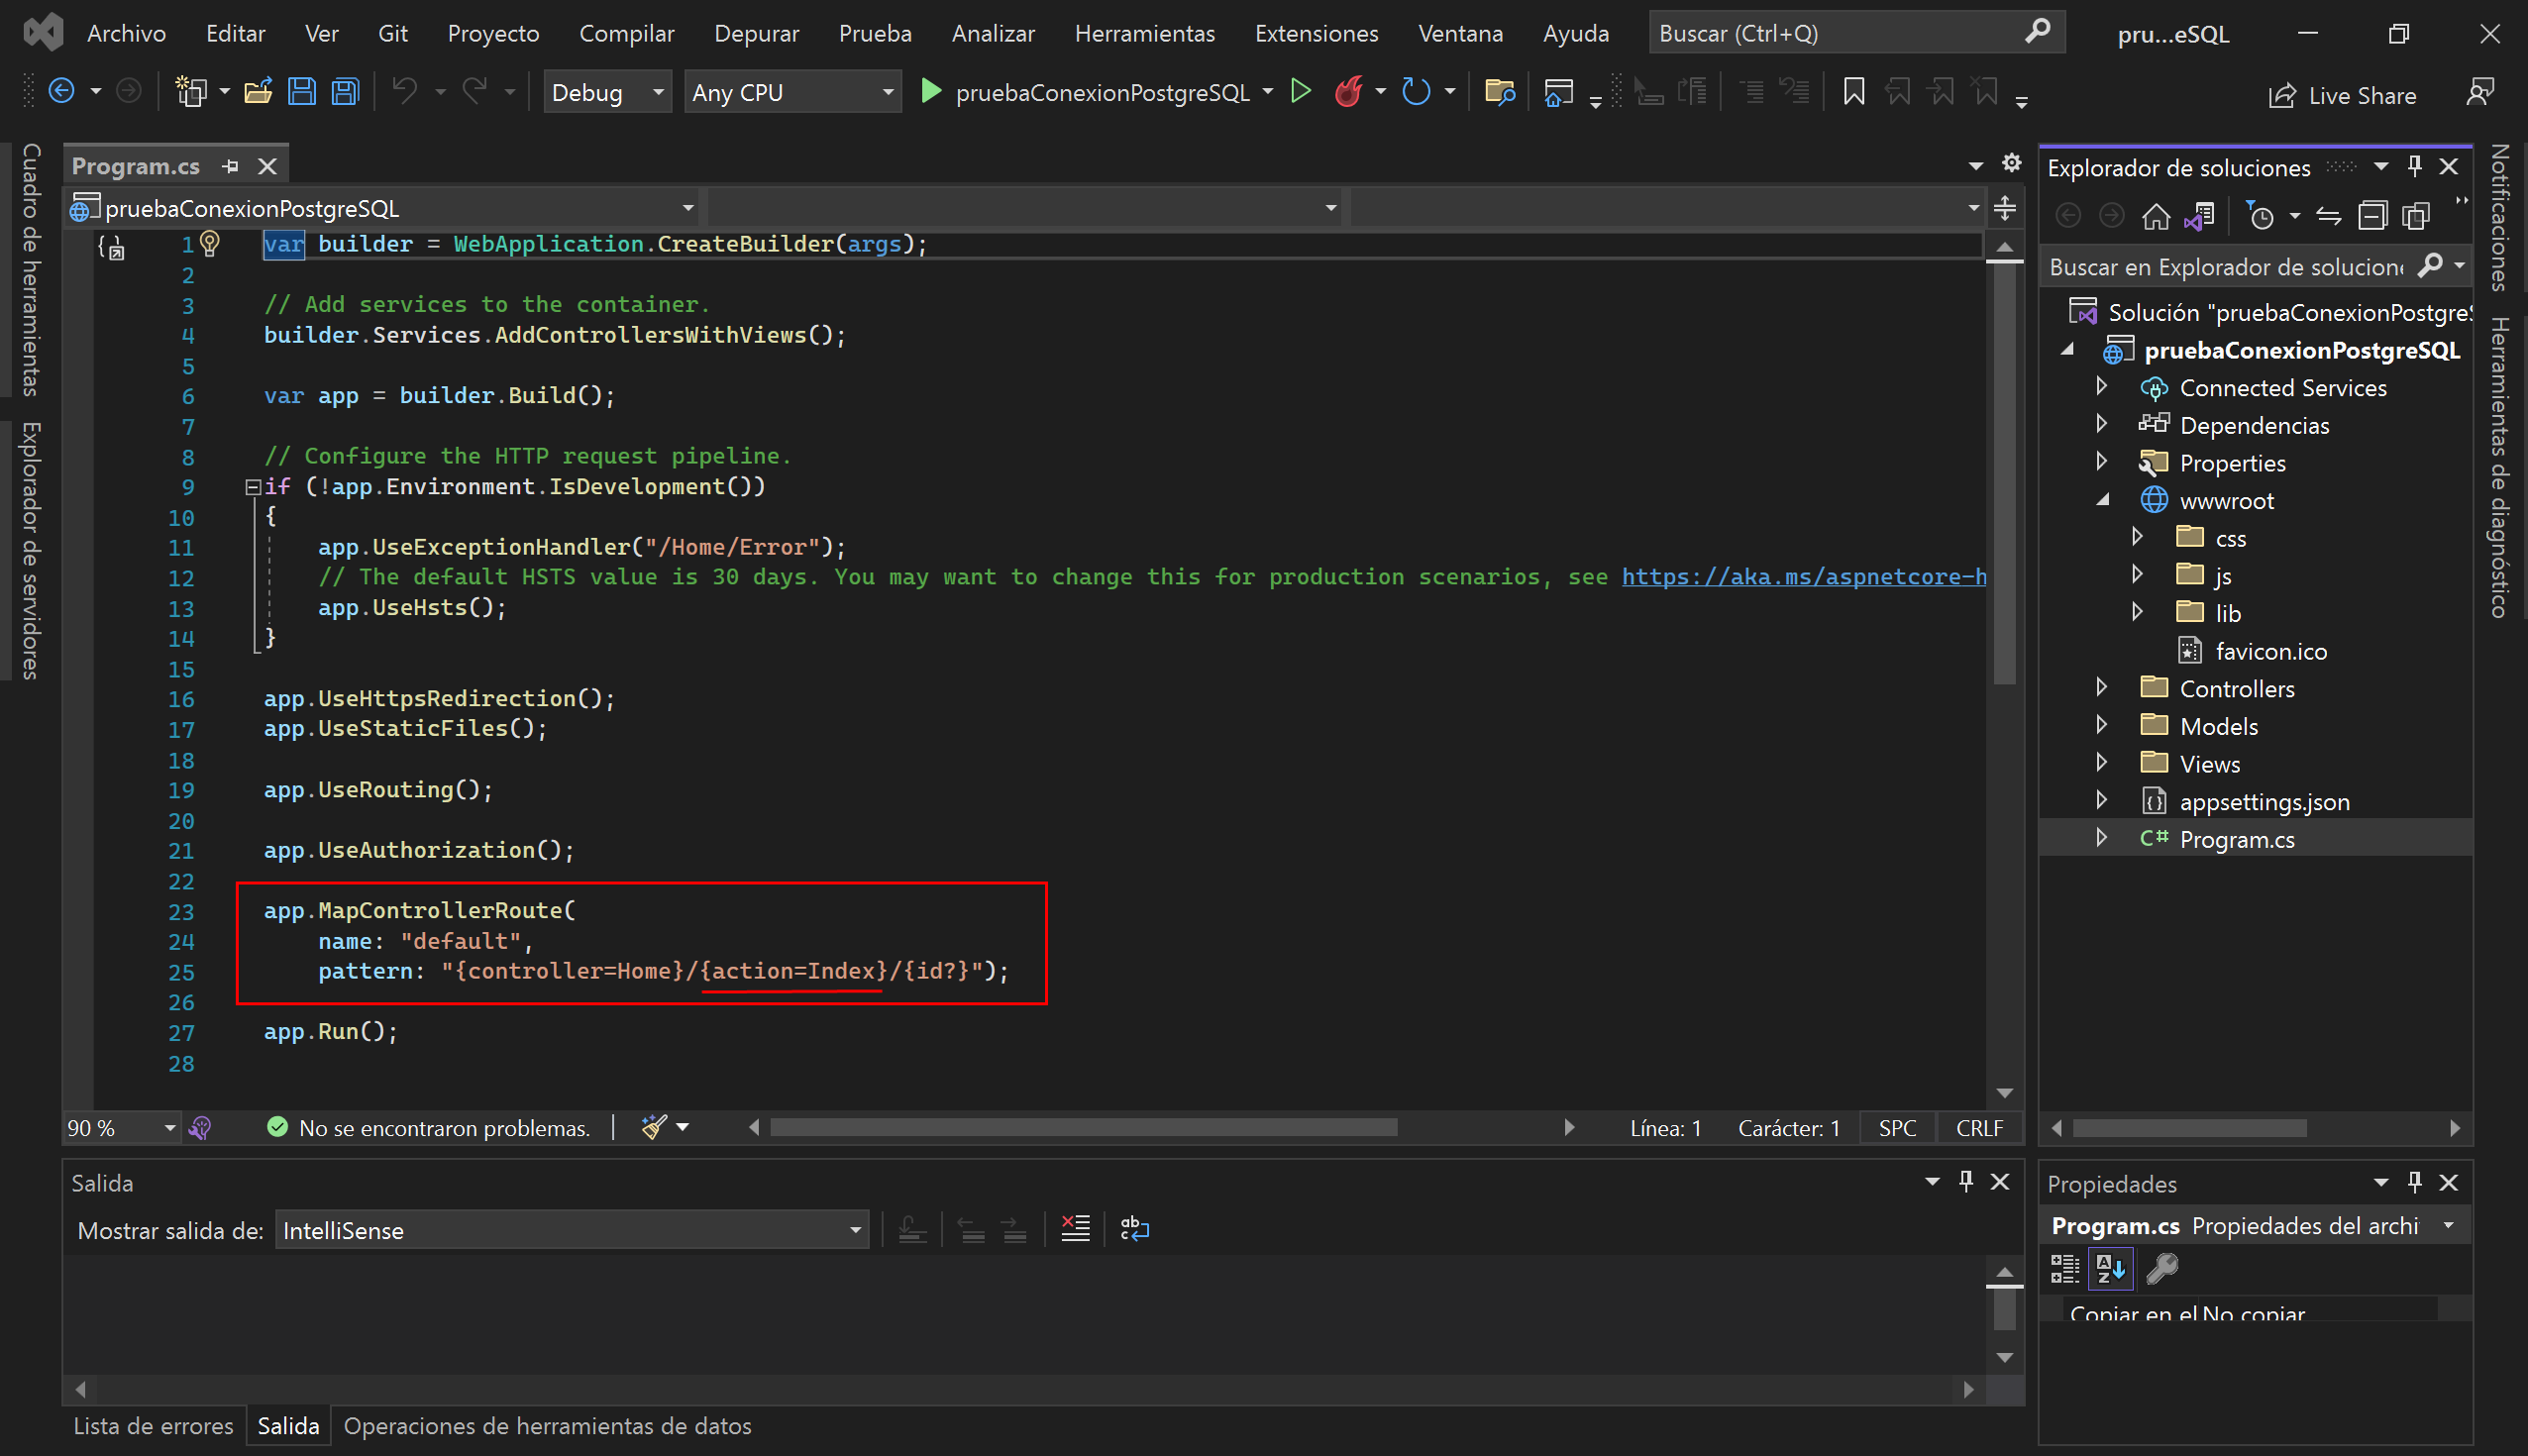 Archivo Editar Ver Git Proyecto Compilar Depurar Prueba Analizar Herramientas Extensiones Ventana Ayuda Buscar (Ctrl+Q) pru...eSQL
Debug Any CPU pruebaConexionPostgreSQL Live Share
Cuadro de herramientas
Explorador de servidores
Program.cs
pruebaConexionPostgreSQL
1 var builder = WebApplication.CreateBuilder(args);
2
3 // Add services to the container.
4 builder.Services.AddControllersWithViews();
5
6 var app = builder.Build();
7
8 // Configure the HTTP request pipeline.
9 if (!app.Environment.IsDevelopment())
10 {
11 app.UseExceptionHandler("/Home/Error");
12 // The default HSTS value is 30 days. You may want to change this for production scenarios, see https://aka.ms/aspnetcore-h
13 app.UseHsts();
14 }
15
16 app.UseHttpsRedirection();
17 app.UseStaticFiles();
18
19 app.UseRouting();
20
21 app.UseAuthorization();
22
23 app.MapControllerRoute(
24 name: "default",
25 pattern: "{controller=Home}/{action=Index}/{id?}");
26
27 app.Run();
28
90 % No se encontraron problemas. Línea: 1 Carácter: 1 SPC CRLF
Salida
Mostrar salida de: IntelliSense
Lista de errores Salida Operaciones de herramientas de datos
Explorador de soluciones
Buscar en Explorador de solucione
Solución "pruebaConexionPostgreS
pruebaConexionPostgreSQL
Connected Services
Dependencias
Properties
wwwroot
css
js
lib
favicon.ico
Controllers
Models
Views
appsettings.json
C# Program.cs
Propiedades
Program.cs Propiedades del archi
Copiar en el No copiar
Notificaciones
Herramientas de diagnóstico